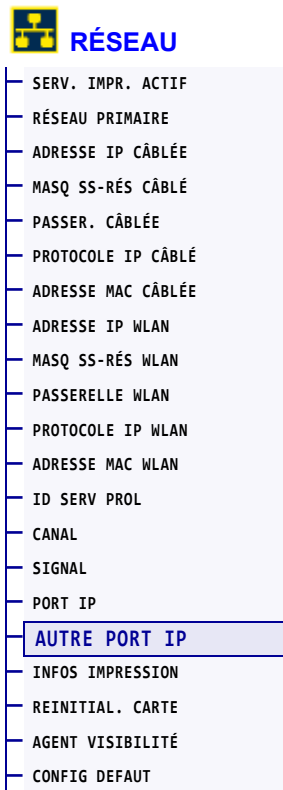 RÉSEAU
SERV. IMPR. ACTIF
RÉSEAU PRIMAIRE
ADRESSE IP CÂBLÉE
MASQ SS-RÉS CÂBLÉ
PASSER. CÂBLÉE
PROTOCOLE IP CÂBLÉ
ADRESSE MAC CÂBLÉE
ADRESSE IP WLAN
MASQ SS-RÉS WLAN
PASSERELLE WLAN
PROTOCOLE IP WLAN
ADRESSE MAC WLAN
ID SERV PROL
CANAL
SIGNAL
PORT IP
AUTRE PORT IP
INFOS IMPRESSION
REINITIAL. CARTE
AGENT VISIBILITÉ
CONFIG DEFAUT